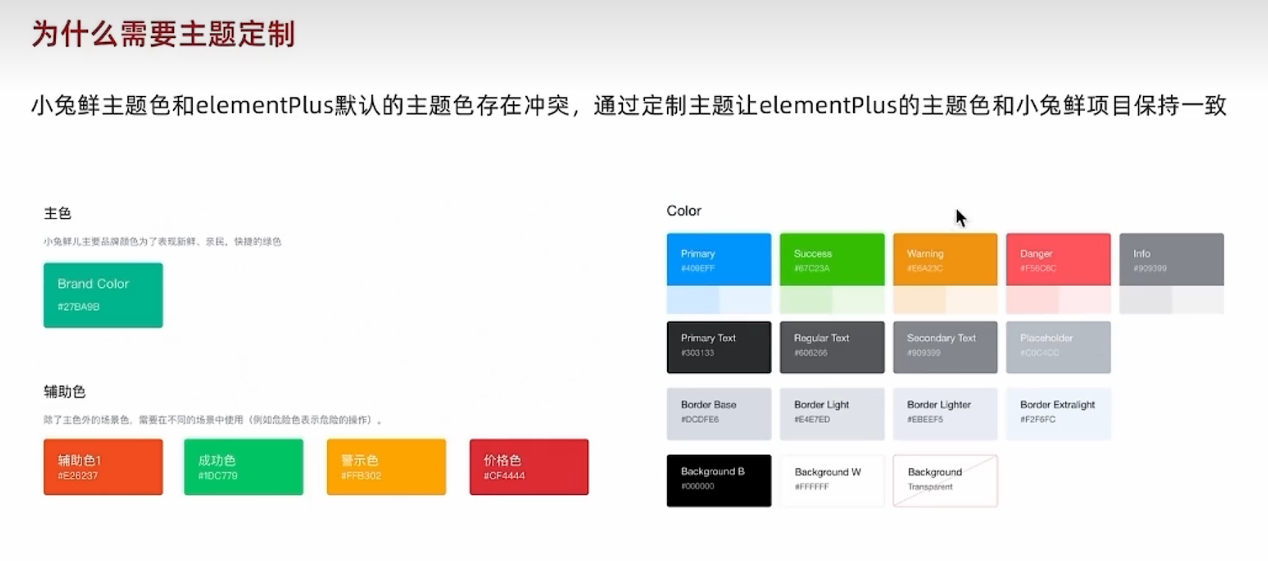 为什么需要主题定制
小兔鲜主题色和elementPlus默认的主题色存在冲突，通过定制主题让elementPlus的主题色和小兔鲜项目保持一致
主色
小兔鲜儿主要品牌颜色为了表现新鲜、亲民、快捷的绿色
Brand Color
#27BA9B
辅助色
除了主色外的场景色，需要在不同的场景中使用（例如危险色表示危险的操作）。
辅助色1
#E26237
成功色
#1DC779
警示色
#FFB302
价格色
#CF4444
Color
Primary
#409EFF
Success
#67C23A
Warning
#E6A23C
Danger
#F56C6C
Info
#909399
Primary Text
#303133
Regular Text
#606266
Secondary Text
#909399
Placeholder
#C0C4CC
Border Base
#DCDFE6
Border Light
#E4E7ED
Border Lighter
#EBEEF5
Border Extralight
#F2F6FC
Background B
#000000
Background W
#FFFFFF
Background
Transparent